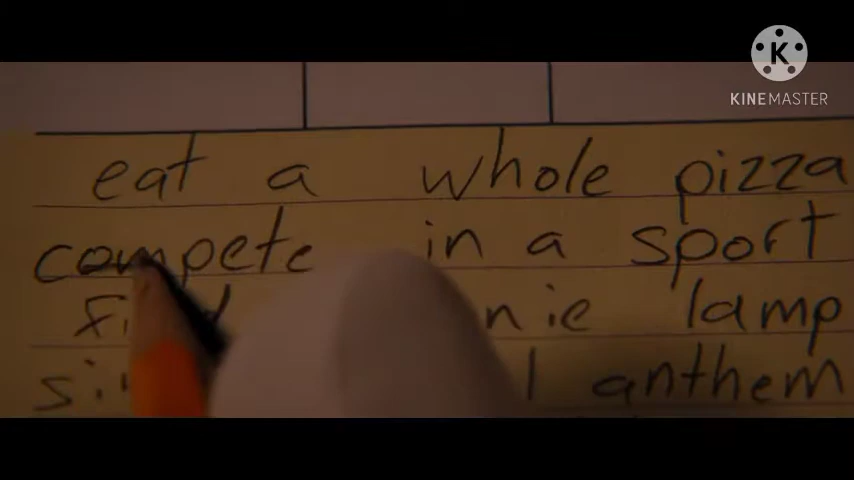 KINEMASTER
eat a whole pizza
compete in a sport
lamp
anthem